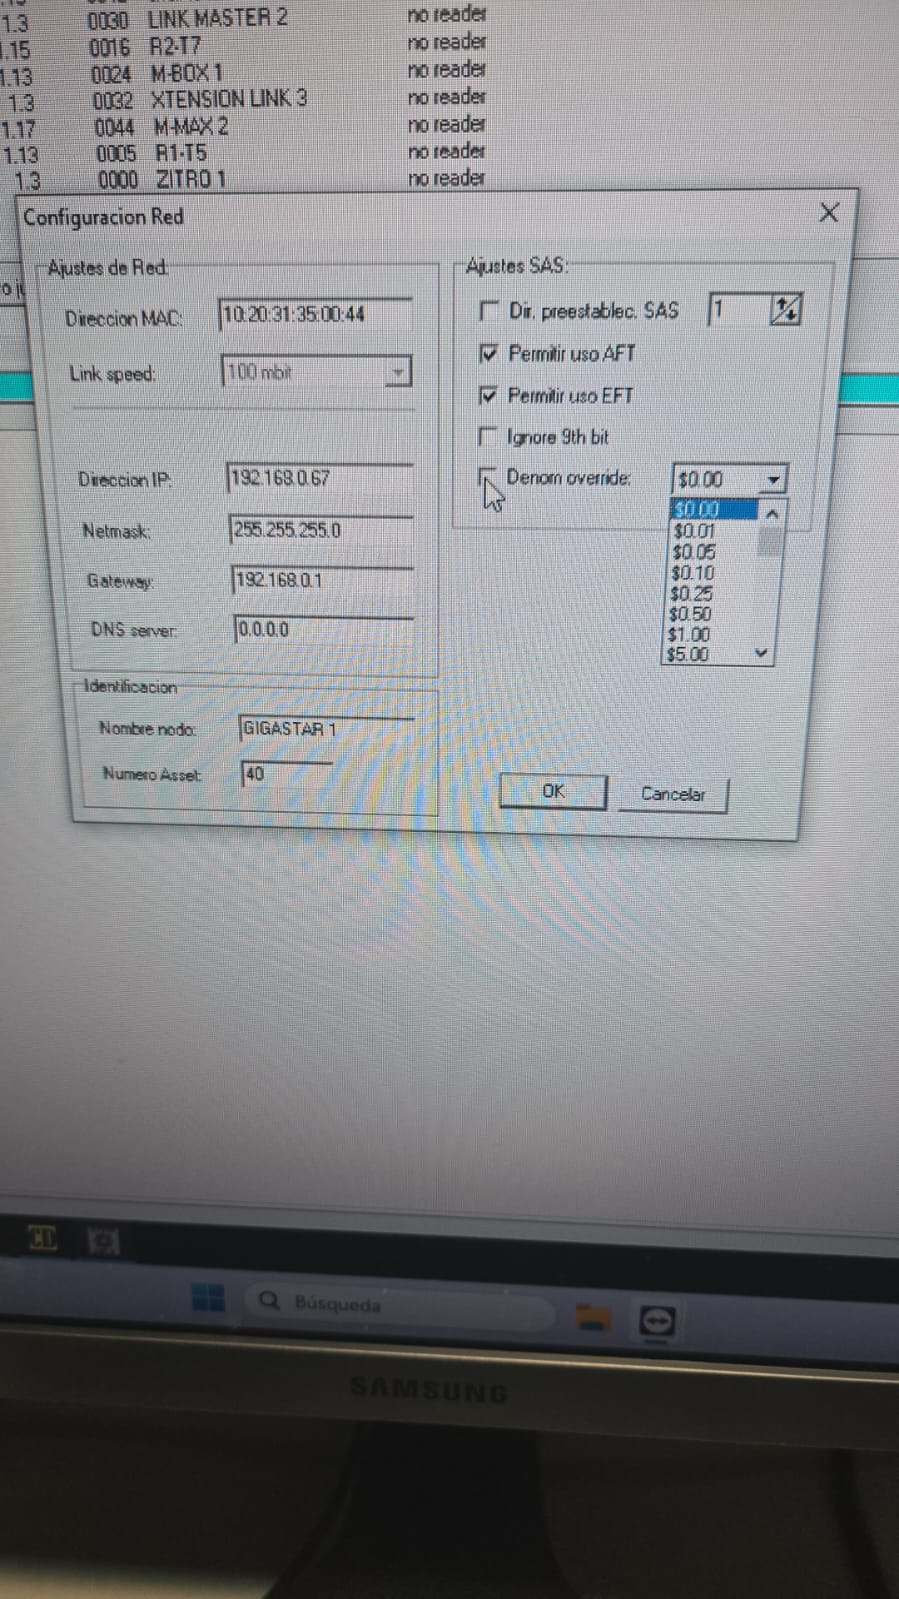 1.3 0030 LINK MASTER 2 no reader
1.15 0016 R2-T7 no reader
1.13 0024 M-BOX 1 no reader
1.3 0032 XTENSION LINK 3 no reader
1.17 0044 M-MAX 2 no reader
1.13 0005 R1-T5 no reader
1.3 0000 ZITRO 1 no reader
Configuracion Red
Ajustes de Red:
Direccion MAC: 10:20:31:35:00:44
Link speed: 100 mbit
Direccion IP: 192.168.0.67
Netmask: 255.255.255.0
Gateway: 192.168.0.1
DNS server: 0.0.0.0
Identificacion
Nombre nodo: GIGASTAR 1
Numero Asset: 40
Ajustes SAS:
Dir. preestablec. SAS 1
Permitir uso AFT
Permitir uso EFT
Ignore 9th bit
Denom override: $0.00
$0.00
$0.01
$0.05
$0.10
$0.25
$0.50
$1.00
$5.00
OK Cancelar
Búsqueda
SAMSUNG